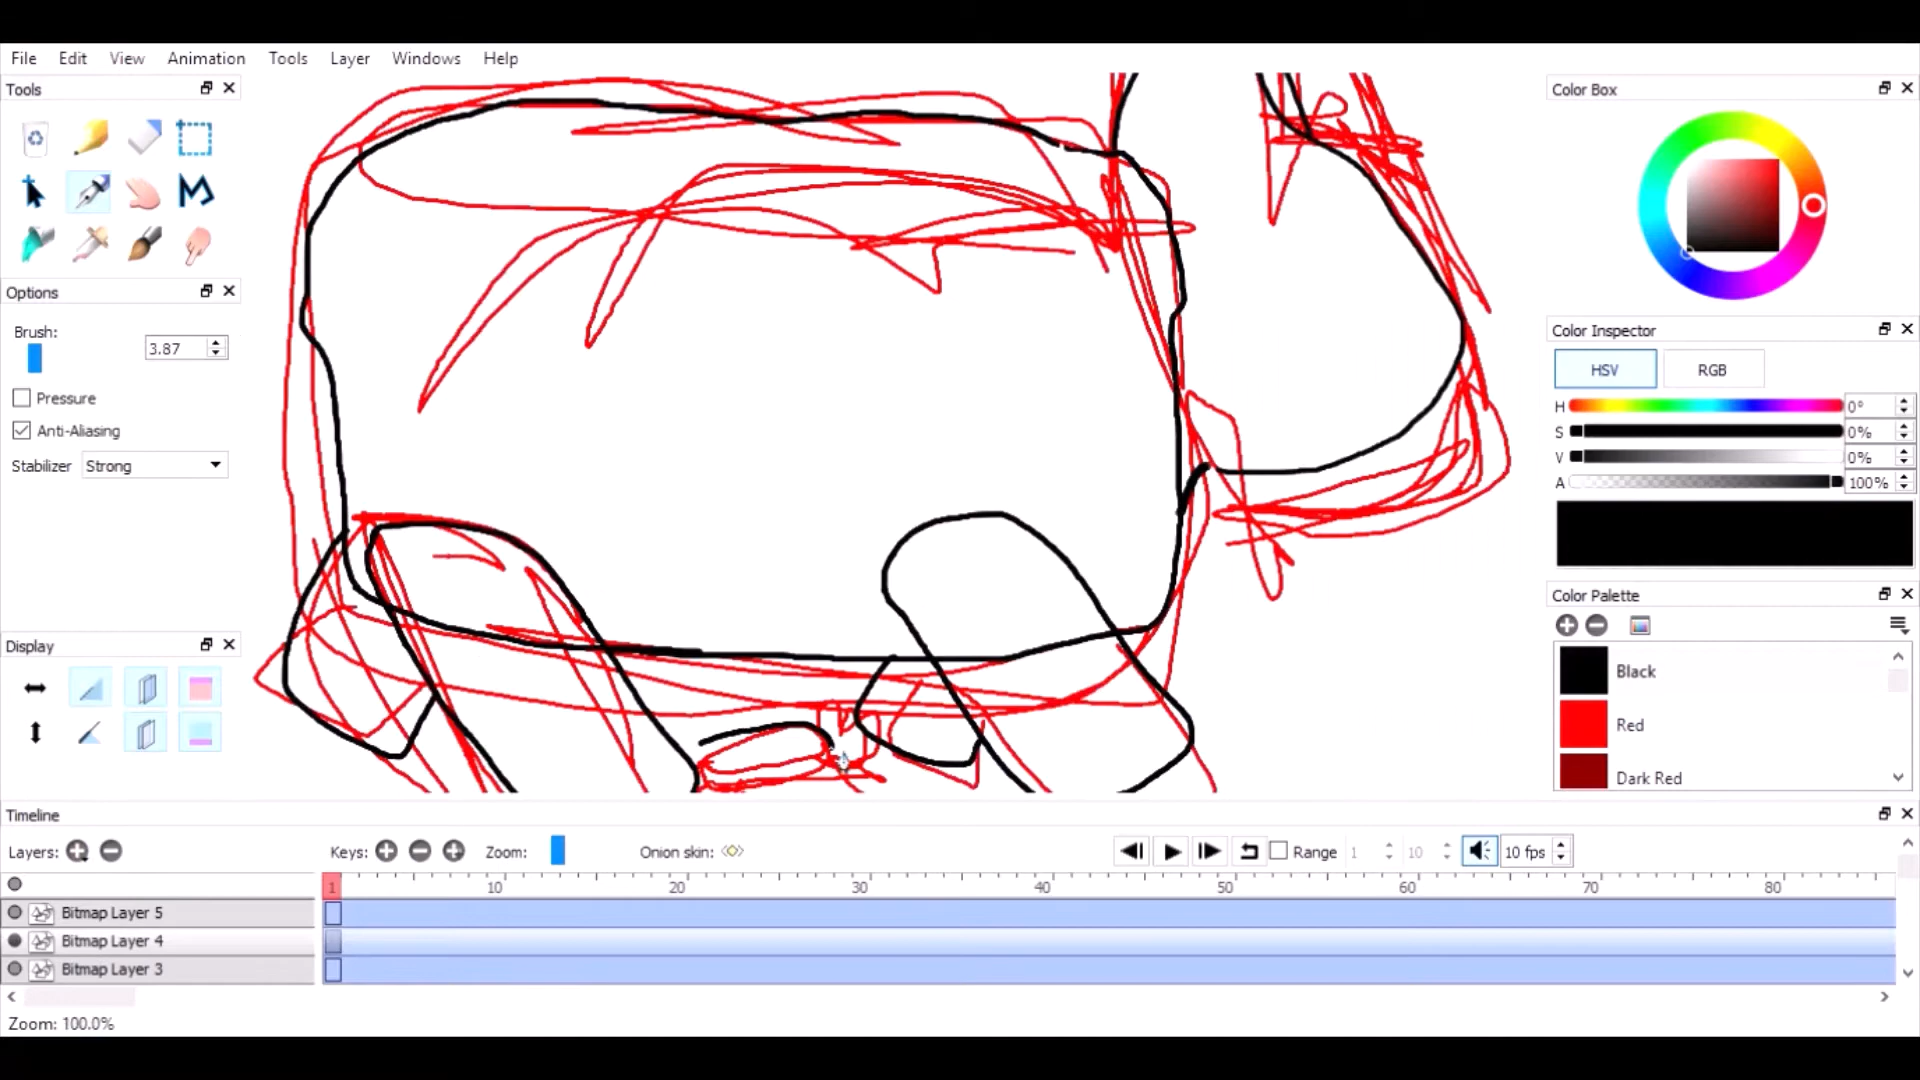 File Edit View Animation Tools Layer Windows Help
Tools
Options
Brush:
3.87
Pressure
Anti-Aliasing
Stabilizer Strong
Display
Color Box
Color Inspector
HSV RGB
H 0°
S 0%
V 0%
A 100%
Color Palette
Black
Red
Dark Red
Timeline
Layers: Keys: Zoom: Onion skin: Range 1 10 10 fps
1 10 20 30 40 50 60 70 80
Bitmap Layer 5
Bitmap Layer 4
Bitmap Layer 3
Zoom: 100.0%